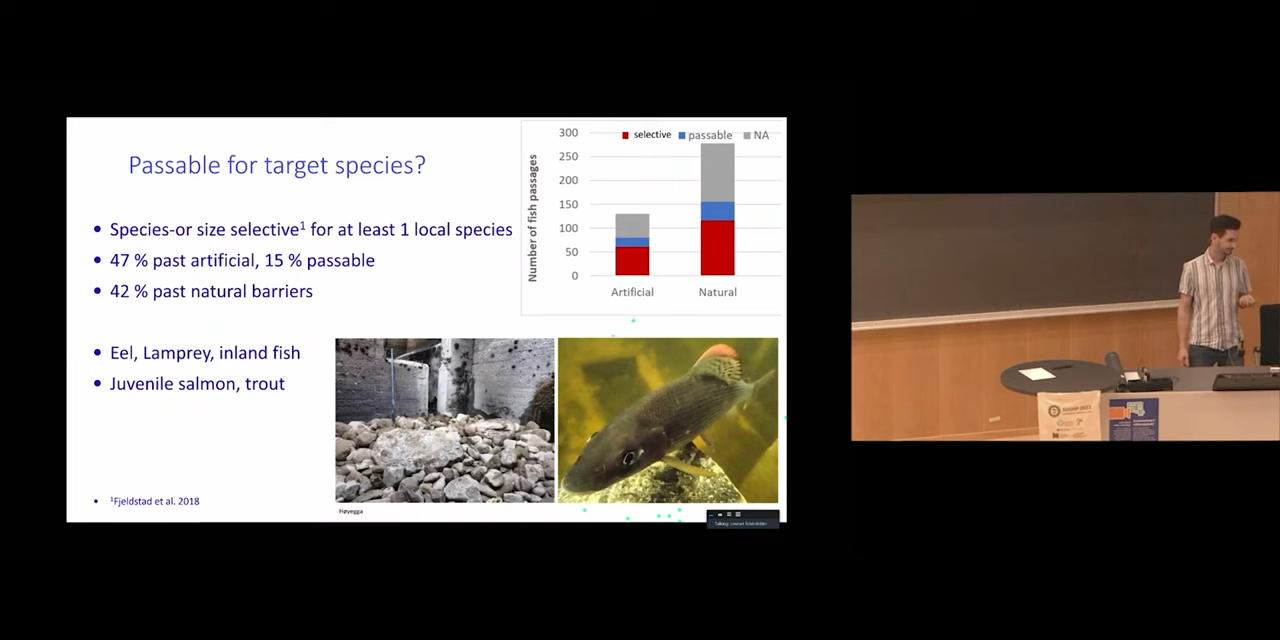 Passable for target species?
• Species-or size selective¹ for at least 1 local species
• 47 % past artificial, 15 % passable
• 42 % past natural barriers
• Eel, Lamprey, inland fish
• Juvenile salmon, trout
• ¹Fjeldstad et al. 2018
selective passable NA
Number of fish passages
300
250
200
150
100
50
0
Artificial Natural
Høyegga